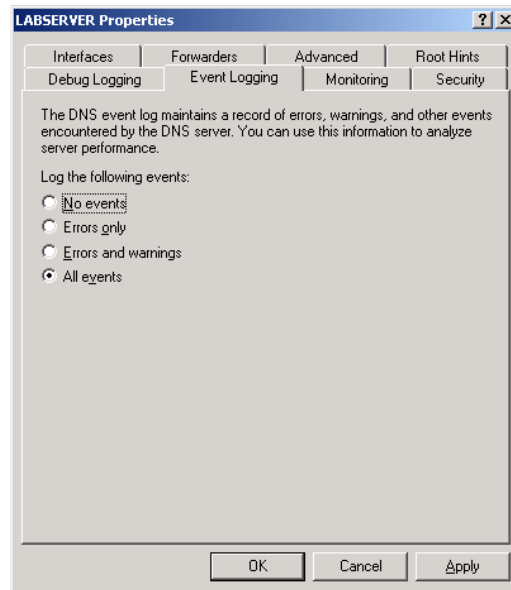 LABSERVER Properties
Interfaces Forwarders Advanced Root Hints
Debug Logging Event Logging Monitoring Security
The DNS event log maintains a record of errors, warnings, and other events
encountered by the DNS server. You can use this information to analyze
server performance.
Log the following events:
No events
Errors only
Errors and warnings
All events
OK Cancel Apply